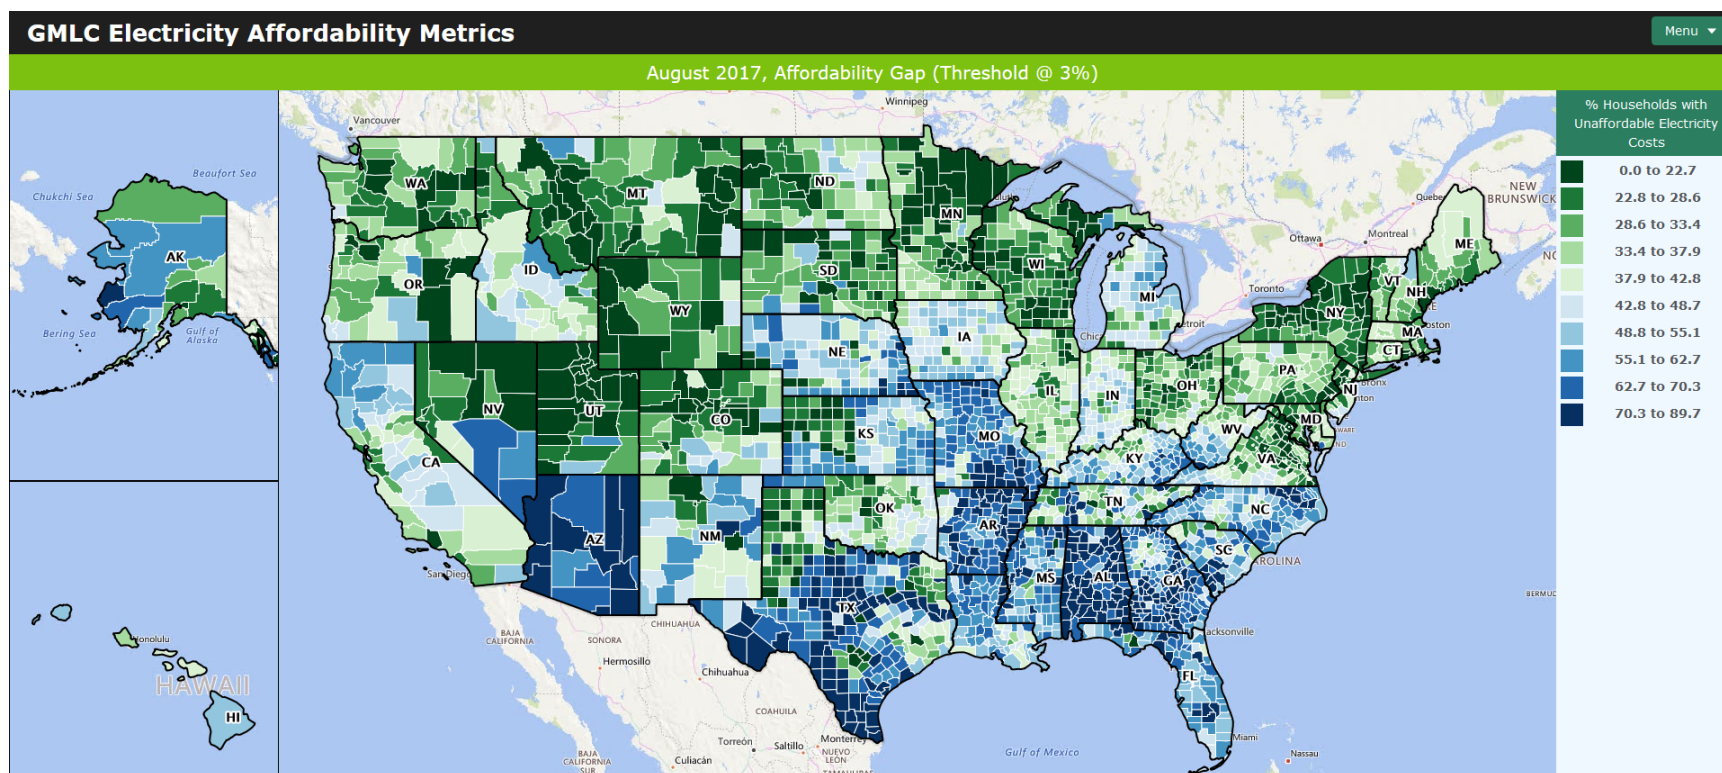 GMLC Electricity Affordability Metrics
Menu
August 2017, Affordability Gap (Threshold @ 3%)
% Households with
Unaffordable Electricity
Costs
0.0 to 22.7
22.8 to 28.6
28.6 to 33.4
33.4 to 37.9
37.9 to 42.8
42.8 to 48.7
48.8 to 55.1
55.1 to 62.7
62.7 to 70.3
70.3 to 89.7
Beaufort Sea
Chukchi Sea
AK
Bering Sea
Gulf of
Alaska
Honolulu
HAWAII
HI
Winnipeg
Vancouver
NEW
BRUNSWICK
Montreal
Ottawa
Toronto
WA
MT
ND
MN
ME
OR
ID
SD
WI
MI
VT
NH
NY
MA
CT
WY
NE
IA
PA
NJ
NV
UT
CO
IL
IN
OH
MD
KS
MO
WV
VA
CA
KY
AZ
NM
OK
TN
NC
AR
SC
San Diego
MS
AL
GA
TX
FL
BAJA
CALIFORNIA
SONORA
CHIHUAHUA
Hermosillo
Chihuahua
COAHUILA
Torreón
Saltillo
Monterrey
NUEVO
LEÓN
BAJA
CALIFORNIA
SUR
Culiacán
Gulf of Mexico
Miami
Nassau